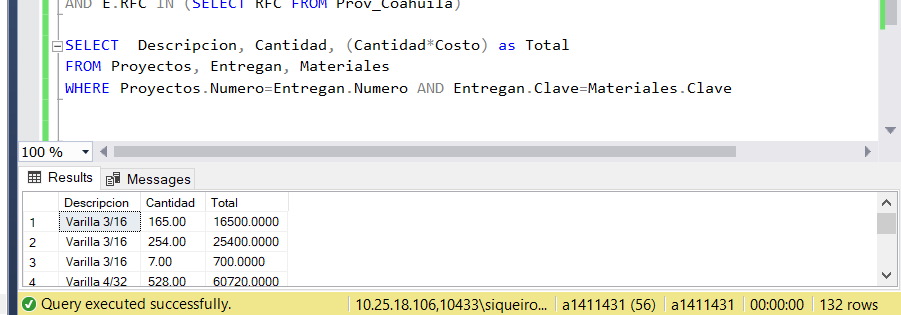 AND E.RFC IN (SELECT RFC FROM Prov_Coahuila)
SELECT Descripcion, Cantidad, (Cantidad*Costo) as Total
FROM Proyectos, Entregan, Materiales
WHERE Proyectos.Numero=Entregan.Numero AND Entregan.Clave=Materiales.Clave
100 %
Results Messages
Descripcion Cantidad Total
1 Varilla 3/16 165.00 16500.0000
2 Varilla 3/16 254.00 25400.0000
3 Varilla 3/16 7.00 700.0000
4 Varilla 4/32 528.00 60720.0000
Query executed successfully. 10.25.18.106,10433\siqueiro... a1411431 (56) a1411431 00:00:00 132 rows